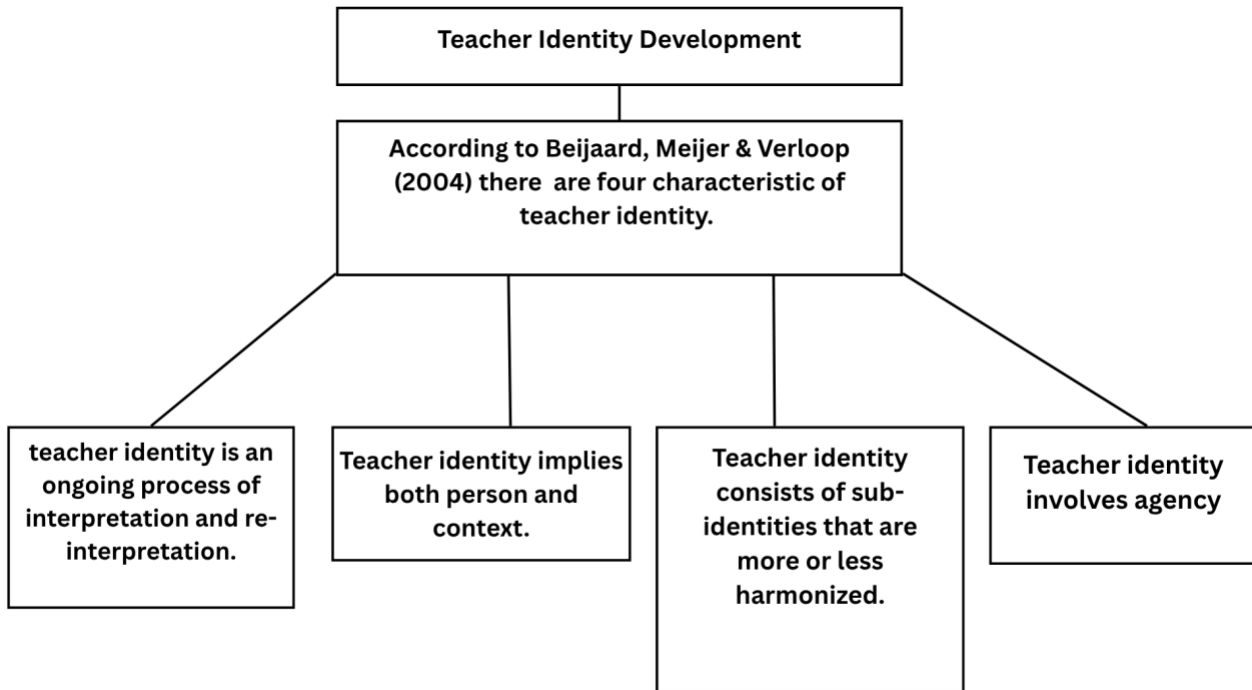 Teacher Identity Development
According to Beijaard, Meijer & Verloop
(2004) there  are four characteristic of
teacher identity.
teacher identity is an
ongoing process of
interpretation and re-
interpretation.
Teacher identity implies
both person and
context.
Teacher identity
consists of sub-
identities that are
more or less
harmonized.
Teacher identity
involves agency